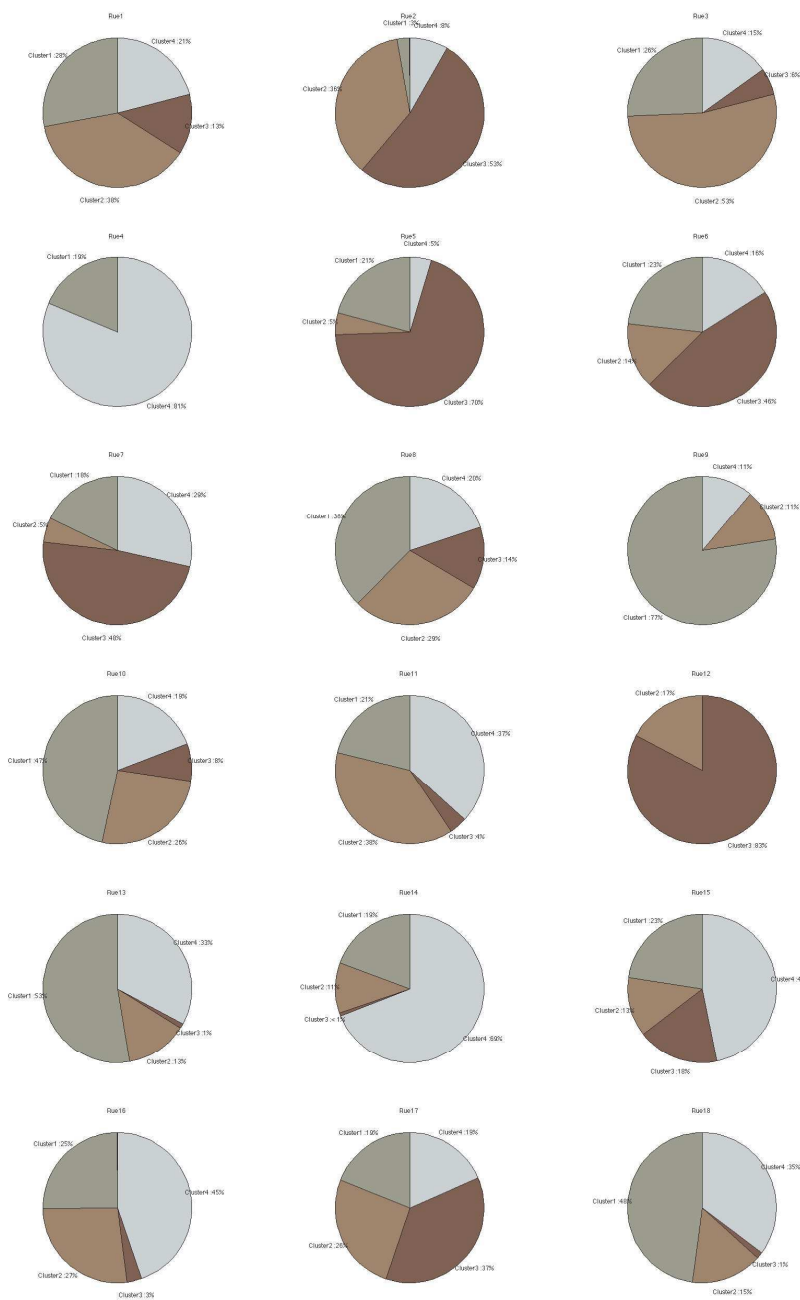 Rue1
Cluster4 :21%
Cluster1 :28%
Cluster3 :13%
Cluster2 :38%
Rue2
Cluster1 :3%
Cluster4 :8%
Cluster2 :36%
Cluster3 :53%
Rue3
Cluster4 :15%
Cluster1 :26%
Cluster3 :6%
Cluster2 :53%
Rue4
Cluster1 :19%
Cluster4 :81%
Rue5
Cluster4 :5%
Cluster1 :21%
Cluster2 :5%
Cluster3 :70%
Rue6
Cluster4 :16%
Cluster1 :23%
Cluster2 :14%
Cluster3 :46%
Rue7
Cluster1 :18%
Cluster4 :29%
Cluster2 :5%
Cluster3 :48%
Rue8
Cluster4 :20%
Cluster1 :38%
Cluster3 :14%
Cluster2 :29%
Rue9
Cluster4 :11%
Cluster2 :11%
Cluster1 :77%
Rue10
Cluster4 :19%
Cluster1 :47%
Cluster3 :8%
Cluster2 :26%
Rue11
Cluster1 :21%
Cluster4 :37%
Cluster2 :38%
Cluster3 :4%
Rue12
Cluster2 :17%
Cluster3 :83%
Rue13
Cluster4 :33%
Cluster1 :53%
Cluster3 :1%
Cluster2 :13%
Rue14
Cluster1 :19%
Cluster2 :11%
Cluster3 :< 1%
Cluster4 :69%
Rue15
Cluster1 :23%
Cluster4 :4
Cluster2 :13%
Cluster3 :18%
Rue16
Cluster1 :25%
Cluster4 :45%
Cluster2 :27%
Cluster3 :3%
Rue17
Cluster1 :19%
Cluster4 :18%
Cluster2 :26%
Cluster3 :37%
Rue18
Cluster4 :35%
Cluster1 :48%
Cluster3 :1%
Cluster2 :15%